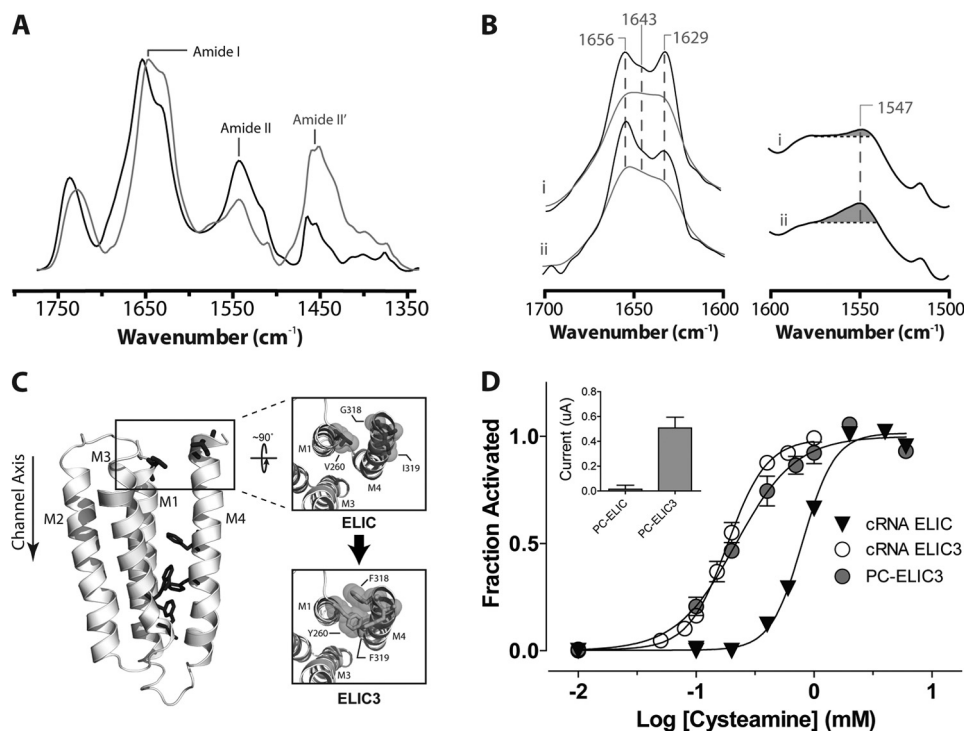 A
Amide I
Amide II
Amide II'
1750 1650 1550 1450 1350
Wavenumber (cm⁻¹)
B
1643
1656 1629
i
ii
1700 1650 1600
Wavenumber (cm⁻¹)
1547
i
ii
1600 1550 1500
Wavenumber (cm⁻¹)
C
Channel Axis
M3
M1
M2
M4
~90°
G318
M1
V260
I319
M4
M3
ELIC
F318
M1
Y260
M4
F319
M3
ELIC3
D
Fraction Activated
1.0
0.5
0.0
Current (uA)
0.8
0.6
0.4
0.2
0.0
PC-ELIC
PC-ELIC3
cRNA ELIC
cRNA ELIC3
PC-ELIC3
-2 -1 0 1
Log [Cysteamine] (mM)